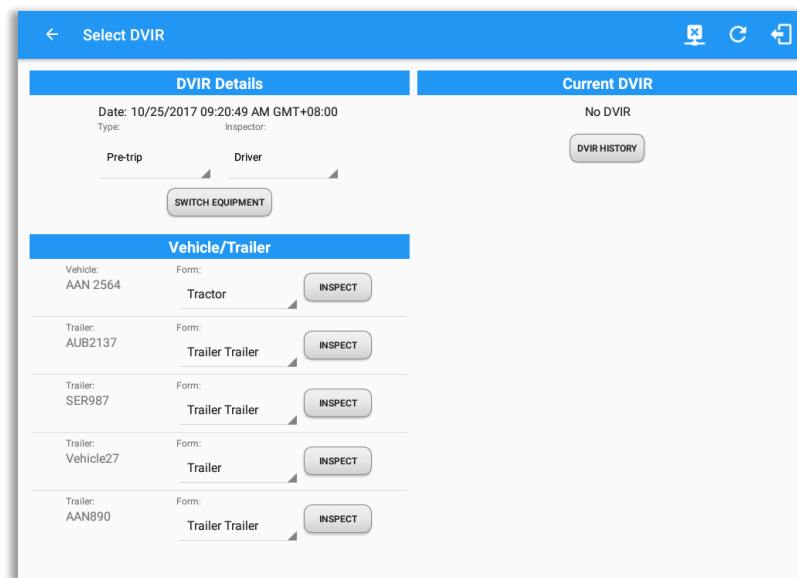 Select DVIR
DVIR Details
Date: 10/25/2017 09:20:49 AM GMT+08:00
Type: Inspector:
Pre-trip Driver
SWITCH EQUIPMENT
Current DVIR
No DVIR
DVIR HISTORY
Vehicle/Trailer
Vehicle: Form:
AAN 2564 Tractor INSPECT
Trailer: Form:
AUB2137 Trailer Trailer INSPECT
Trailer: Form:
SER987 Trailer Trailer INSPECT
Trailer: Form:
Vehicle27 Trailer INSPECT
Trailer: Form:
AAN890 Trailer Trailer INSPECT